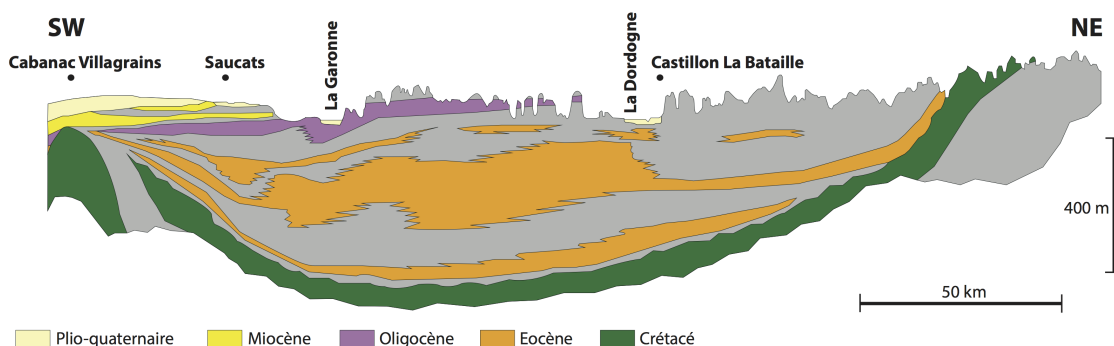 SW
NE
Cabanac Villagrains
Saucats
La Garonne
La Dordogne
Castillon La Bataille
400 m
50 km
Plio-quaternaire
Miocène
Oligocène
Eocène
Crétacé